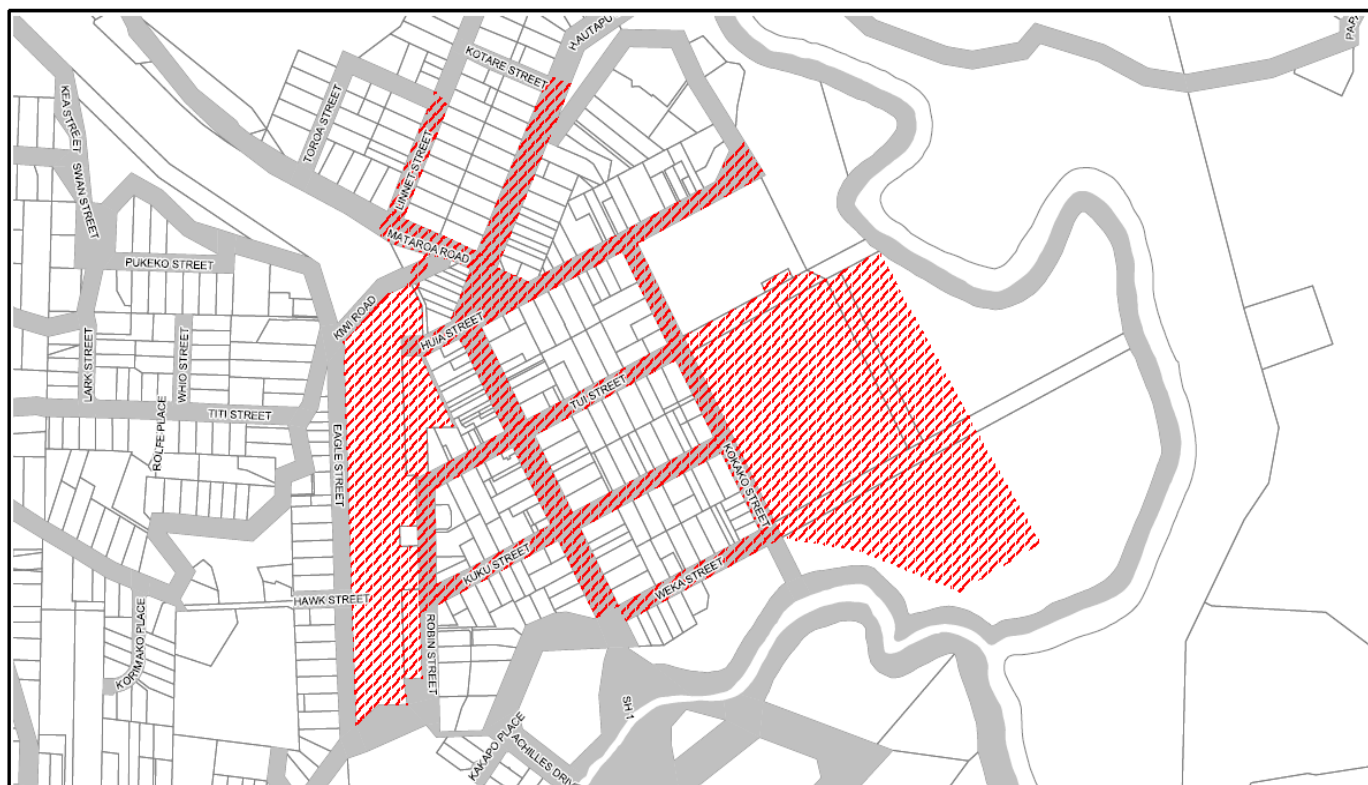 HAUTAPU
KOTARE STREET
KEA STREET
TOROA STREET
SWAN STREET
LINNET STREET
MATAROA ROAD
PUKEKO STREET
KIWI ROAD
HUIA STREET
LARK STREET
WHIO STREET
TUI STREET
TITI STREET
ROLFE PLACE
EAGLE STREET
KOKAKO STREET
KUKU STREET
WEKA STREET
HAWK STREET
KORIMAKO PLACE
ROBIN STREET
SH 1
KAKAPO PLACE
ACHILLES DRIV